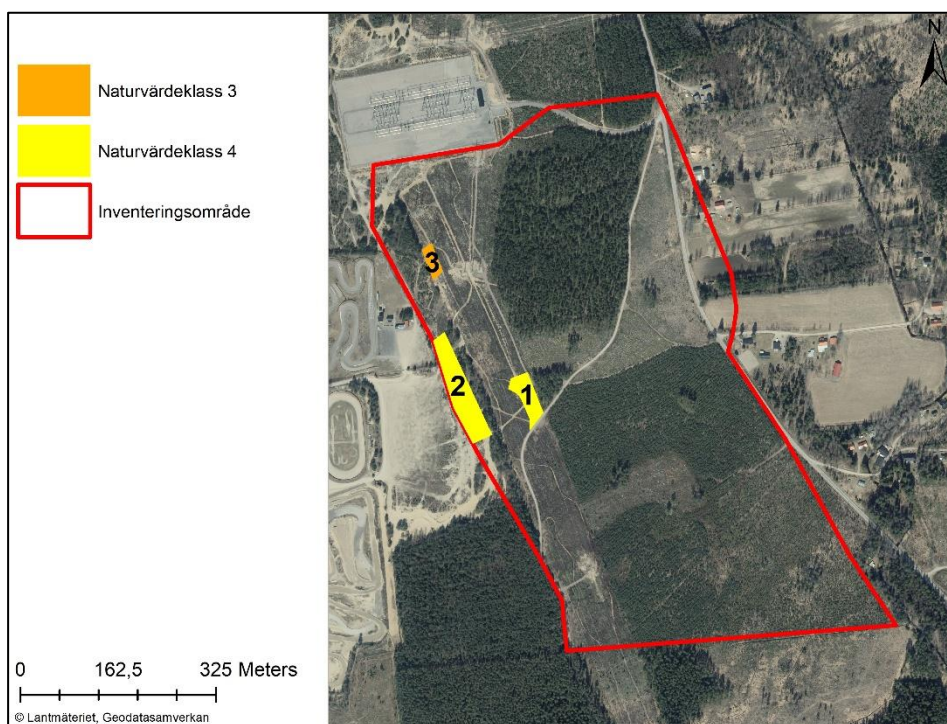 Naturvärdeklass 3
Naturvärdeklass 4
Inventeringsområde
N
3
2
1
0 162,5 325 Meters
© Lantmäteriet, Geodatasamverkan